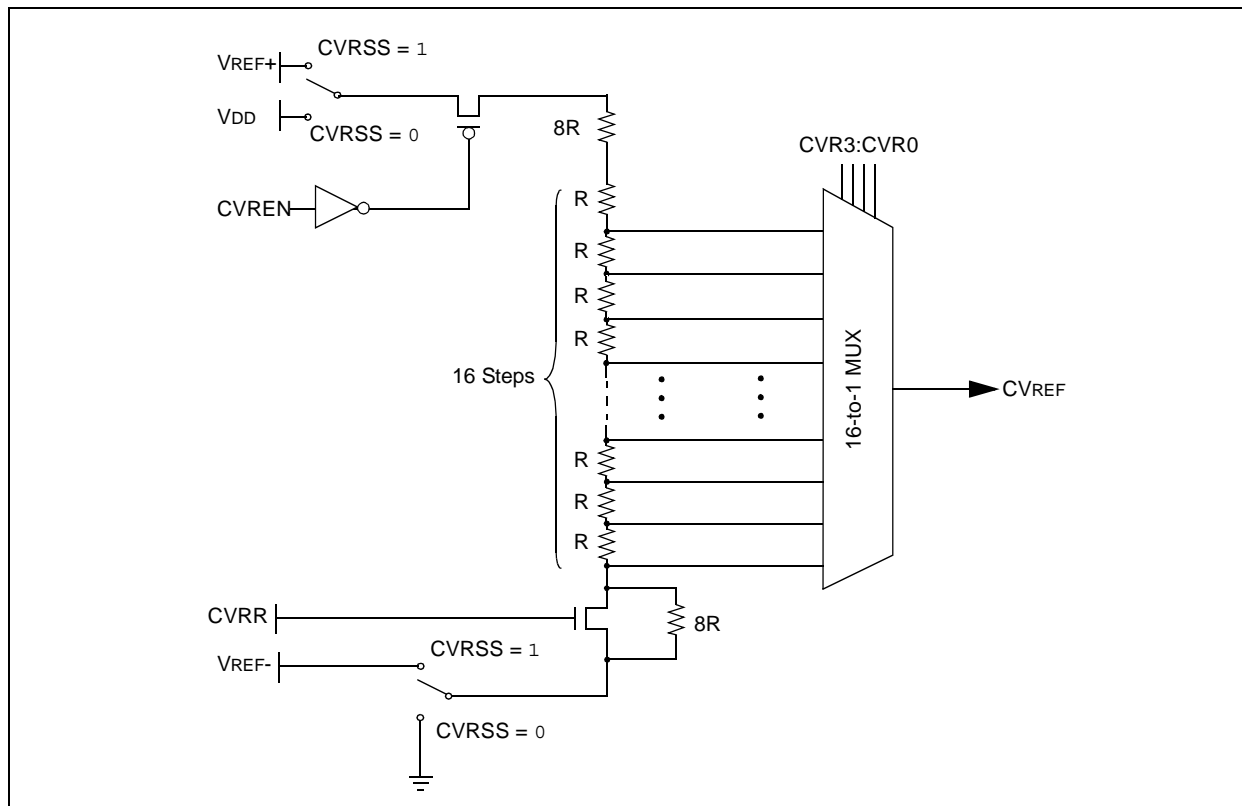 CVRSS = 1
VREF+
VDD
CVRSS = 0
8R
CVR3:CVR0
CVREN
R
R
R
R
16 Steps
16-to-1 MUX
CVREF
R
R
R
CVRR
8R
CVRSS = 1
VREF-
CVRSS = 0